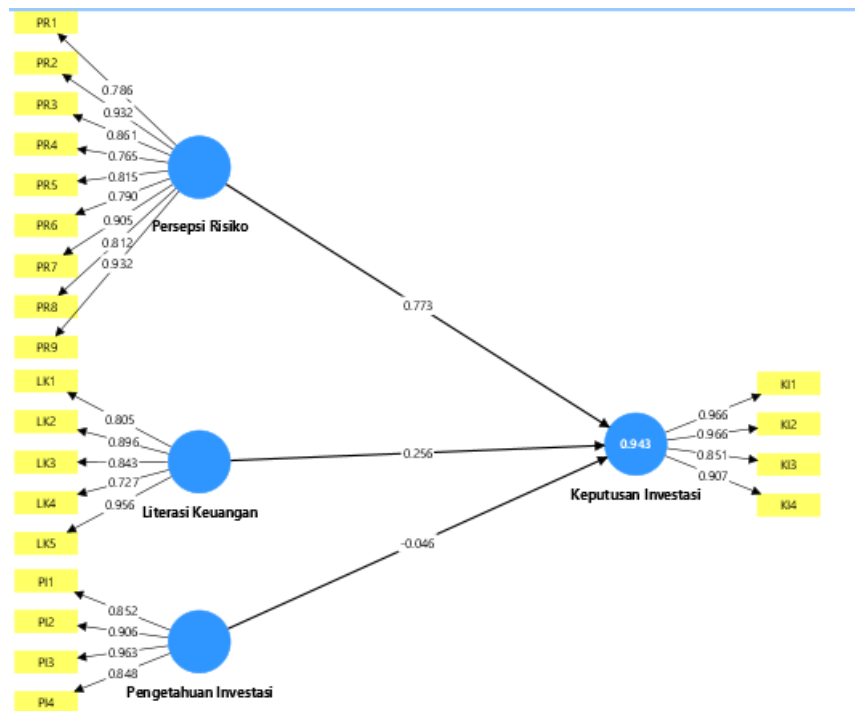 PR1
PR2
PR3
PR4
PR5
PR6
PR7
PR8
PR9
0.786
0.932
0.861
0.765
0.815
0.790
0.905
0.812
0.932
Persepsi Risiko
0.773
LK1
LK2
LK3
LK4
LK5
0.805
0.896
0.843
0.727
0.956
Literasi Keuangan
0.256
PI1
PI2
PI3
PI4
0.852
0.906
0.963
0.848
Pengetahuan Investasi
-0.046
0.943
Keputusan Investasi
0.966
0.966
0.851
0.907
KI1
KI2
KI3
KI4